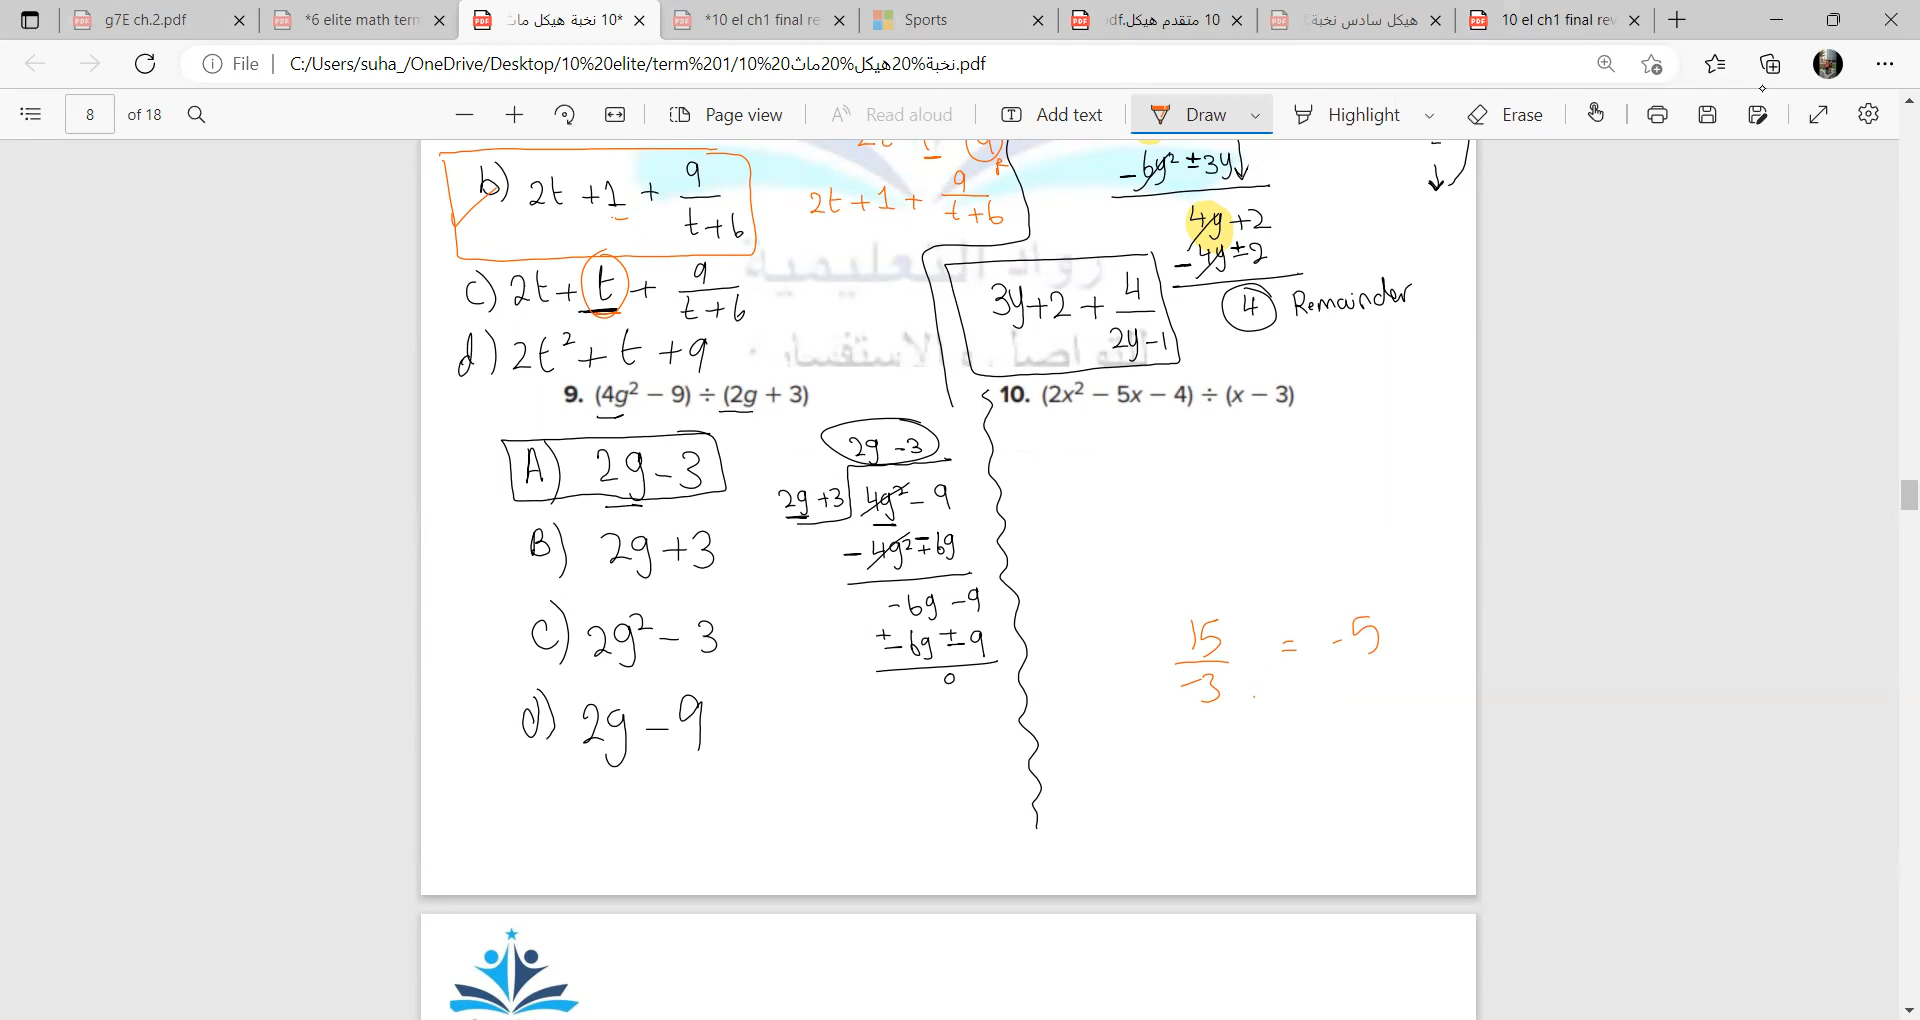 g7E ch.2.pdf
*6 elite math term
*10 نخبة هيكل ماث
*10 el ch1 final re
Sports
10 متقدم هيكل.pdf
هيكل سادس نخبة
10 el ch1 final rev
File
C:/Users/suha_/OneDrive/Desktop/10%20elite/term%201/10%20نخبة%20هيكل%20ماث.pdf
8 of 18
Page view
Read aloud
Add text
Draw
Highlight
Erase
b) 2t + 1 + 9/(t+6)
2t + 1 + 9/(t+6)
- 6y² ± 3y
4y + 2
- 4y ± 2
4 Remainder
رواد التعليمية
c) 2t + t + 9/(t+6)
3y + 2 + 4/(2y-1)
للتواصل و الاستفسار :
d) 2t² + t + 9
9. (4g² − 9) ÷ (2g + 3)
10. (2x² − 5x − 4) ÷ (x − 3)
A) 2g - 3
B) 2g + 3
C) 2g² - 3
d) 2g - 9
2g - 3
2g + 3 4g² - 9
- 4g² ∓ 6g
- 6g - 9
± - 6g ± 9
0
15/-3 = -5